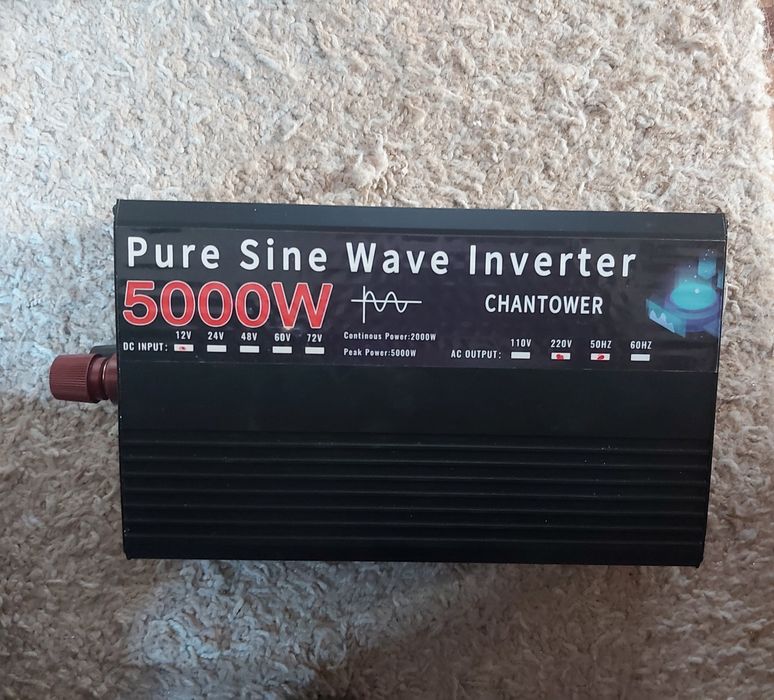 Pure Sine Wave Inverter
5000W
CHANTOWER
DC INPUT: 12V 24V 48V 60V 72V
Continous Power:2000W
Peak Power:5000W
AC OUTPUT: 110V 220V 50HZ 60HZ